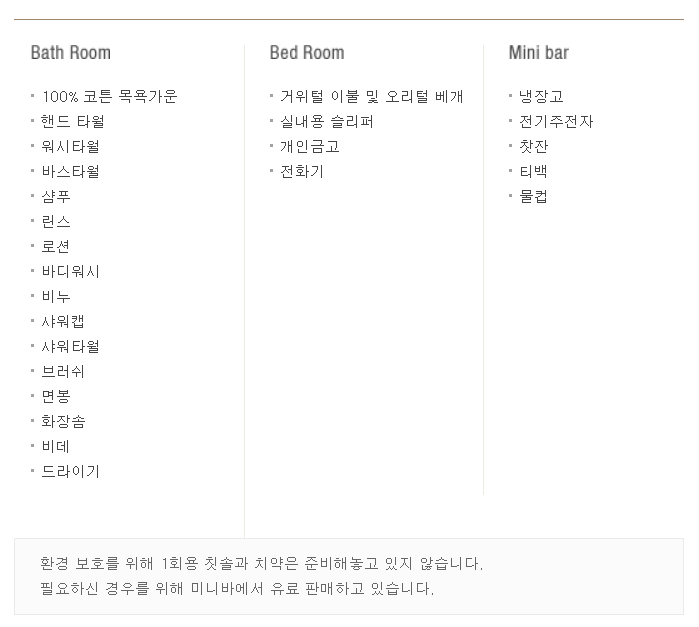 Bath Room
100% 코튼 목욕가운
핸드 타월
워시타월
바스타월
샴푸
린스
로션
바디워시
비누
샤워캡
샤워타월
브러쉬
면봉
화장솜
비데
드라이기
Bed Room
거위털 이불 및 오리털 베개
실내용 슬리퍼
개인금고
전화기
Mini bar
냉장고
전기주전자
찻잔
티백
물컵
환경 보호를 위해 1회용 칫솔과 치약은 준비해놓고 있지 않습니다.
필요하신 경우를 위해 미니바에서 유료 판매하고 있습니다.